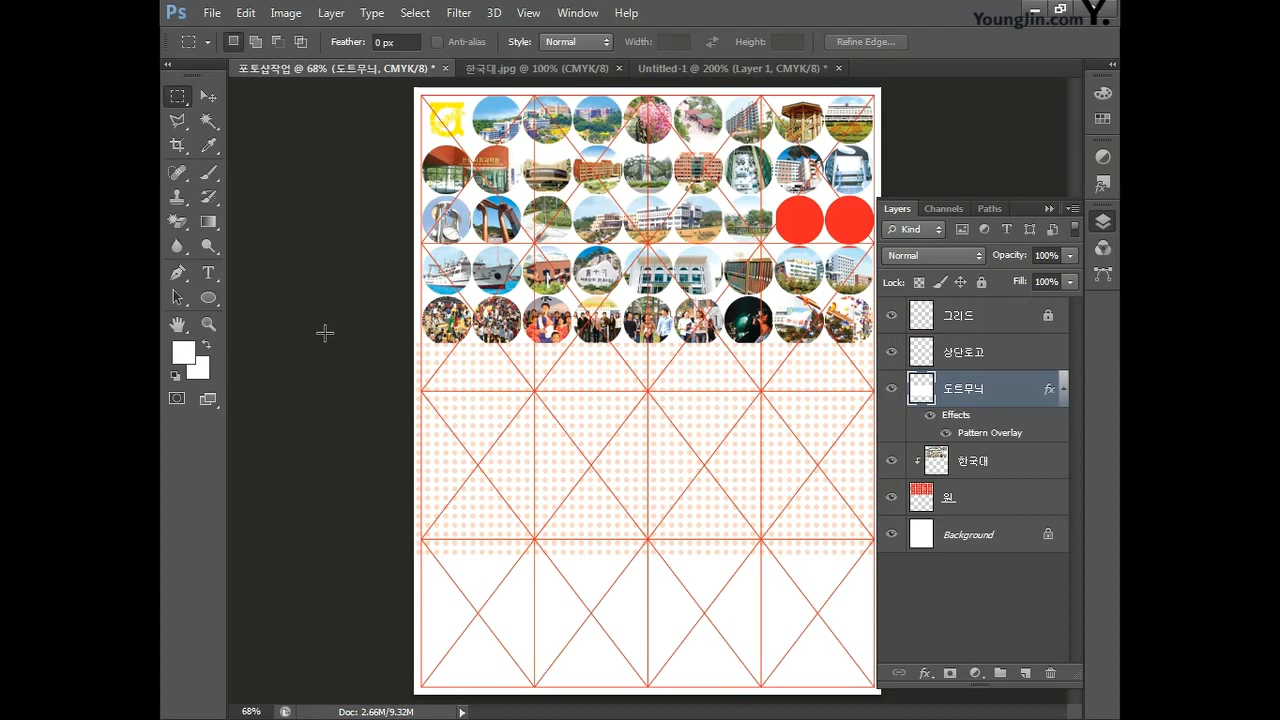 Ps File Edit Image Layer Type Select Filter 3D View Window Help
YoungJin.com Y.
Feather: 0 px Anti-alias Style: Normal Width: Height: Refine Edge...
포토샵작업 @ 68% (도트무늬, CMYK/8) * × 한국대.jpg @ 100% (CMYK/8) × Untitled-1 @ 200% (Layer 1, CMYK/8) * ×
Layers Channels Paths
Kind
Normal Opacity: 100%
Lock: Fill: 100%
그리드
상단로고
도트무늬 fx
Effects
Pattern Overlay
한국대
원
Background
68% Doc: 2.66M/9.32M